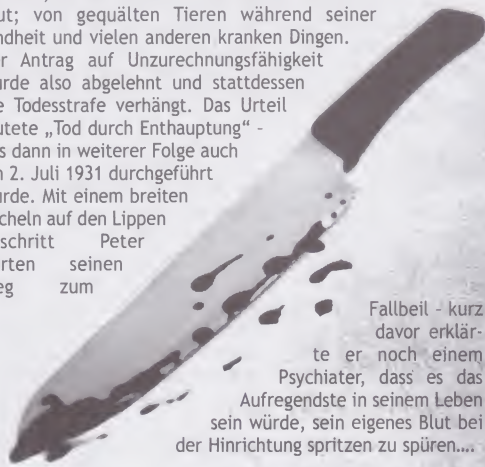 ut; von gequälten Tieren während seiner
ndheit und vielen anderen kranken Dingen.
r Antrag auf Unzurechnungsfähigkeit
urde also abgelehnt und stattdessen
e Todesstrafe verhängt. Das Urteil
utete „Tod durch Enthauptung“ -
s dann in weiterer Folge auch
n 2. Juli 1931 durchgeführt
urde. Mit einem breiten
cheln auf den Lippen
schritt Peter
rten seinen
eg zum
Fallbeil - kurz
davor erklär-
te er noch einem
Psychiater, dass es das
Aufregendste in seinem Leben
sein würde, sein eigenes Blut bei
der Hinrichtung spritzen zu spüren....